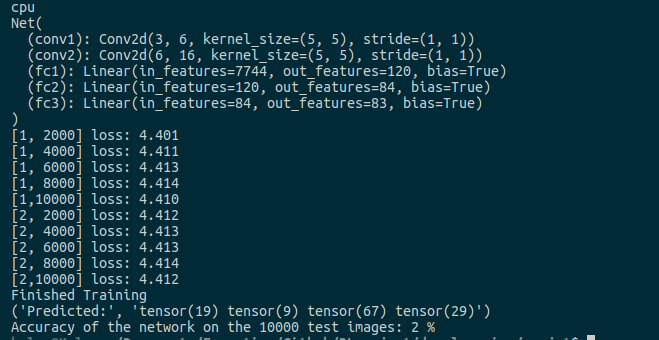 cpu
Net(
  (conv1): Conv2d(3, 6, kernel_size=(5, 5), stride=(1, 1))
  (conv2): Conv2d(6, 16, kernel_size=(5, 5), stride=(1, 1))
  (fc1): Linear(in_features=7744, out_features=120, bias=True)
  (fc2): Linear(in_features=120, out_features=84, bias=True)
  (fc3): Linear(in_features=84, out_features=83, bias=True)
)
[1, 2000] loss: 4.401
[1, 4000] loss: 4.411
[1, 6000] loss: 4.413
[1, 8000] loss: 4.414
[1,10000] loss: 4.410
[2, 2000] loss: 4.412
[2, 4000] loss: 4.413
[2, 6000] loss: 4.413
[2, 8000] loss: 4.414
[2,10000] loss: 4.412
Finished Training
('Predicted:', 'tensor(19) tensor(9) tensor(67) tensor(29)')
Accuracy of the network on the 10000 test images: 2 %